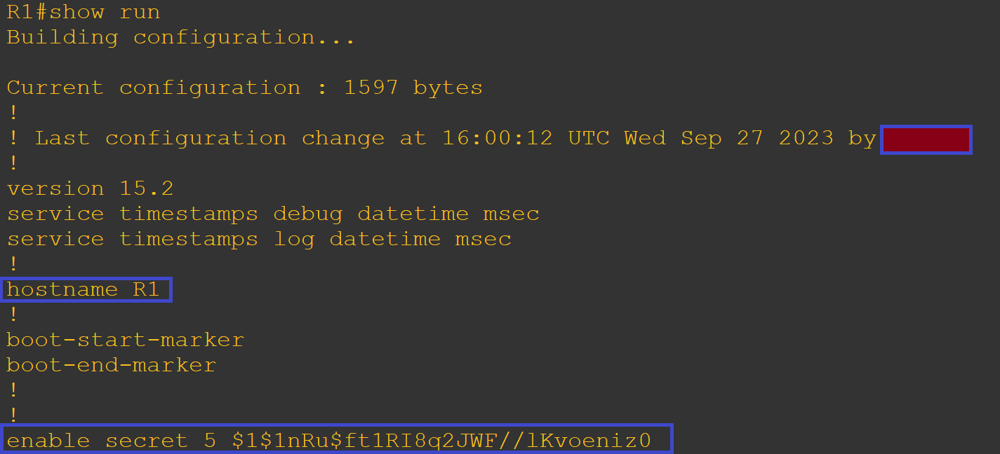 R1#show run
Building configuration...
Current configuration : 1597 bytes
!
! Last configuration change at 16:00:12 UTC Wed Sep 27 2023 by
!
version 15.2
service timestamps debug datetime msec
service timestamps log datetime msec
!
hostname R1
!
boot-start-marker
boot-end-marker
!
!
enable secret 5 $1$1nRu$ft1RI8q2JWF//lKvoeniz0